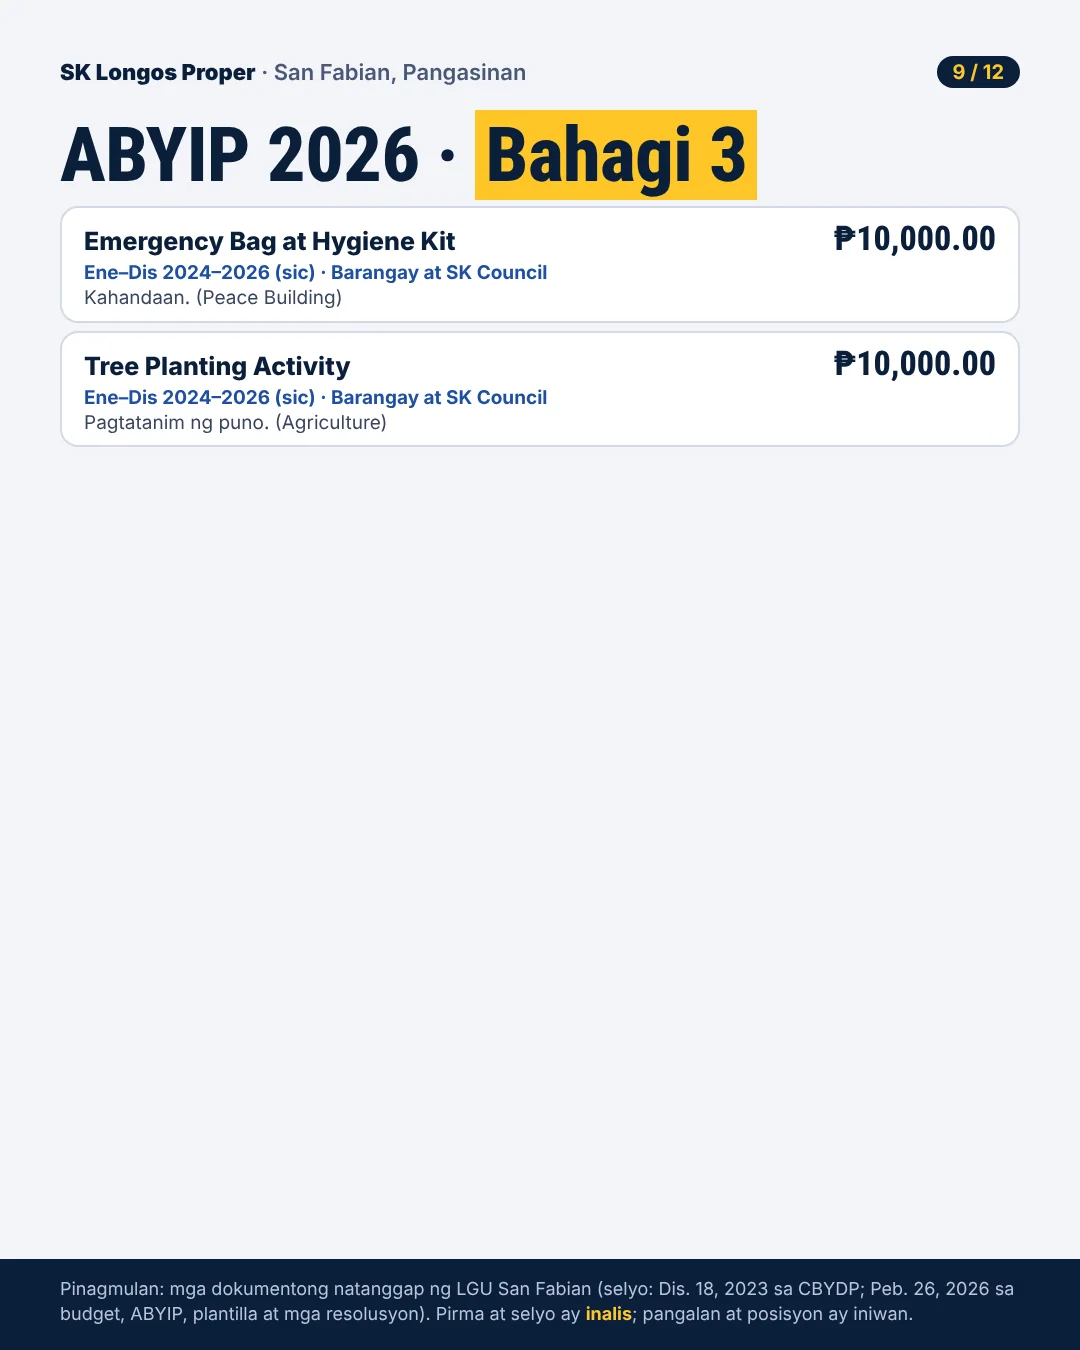 SK Longos Proper · San Fabian, Pangasinan
9 / 12
ABYIP 2026 · Bahagi 3
Emergency Bag at Hygiene Kit
₱10,000.00
Ene–Dis 2024–2026 (sic) · Barangay at SK Council
Kahandaan. (Peace Building)
Tree Planting Activity
₱10,000.00
Ene–Dis 2024–2026 (sic) · Barangay at SK Council
Pagtatanim ng puno. (Agriculture)
Pinagmulan: mga dokumentong natanggap ng LGU San Fabian (selyo: Dis. 18, 2023 sa CBYDP; Peb. 26, 2026 sa
budget, ABYIP, plantilla at mga resolusyon). Pirma at selyo ay inalis; pangalan at posisyon ay iniwan.